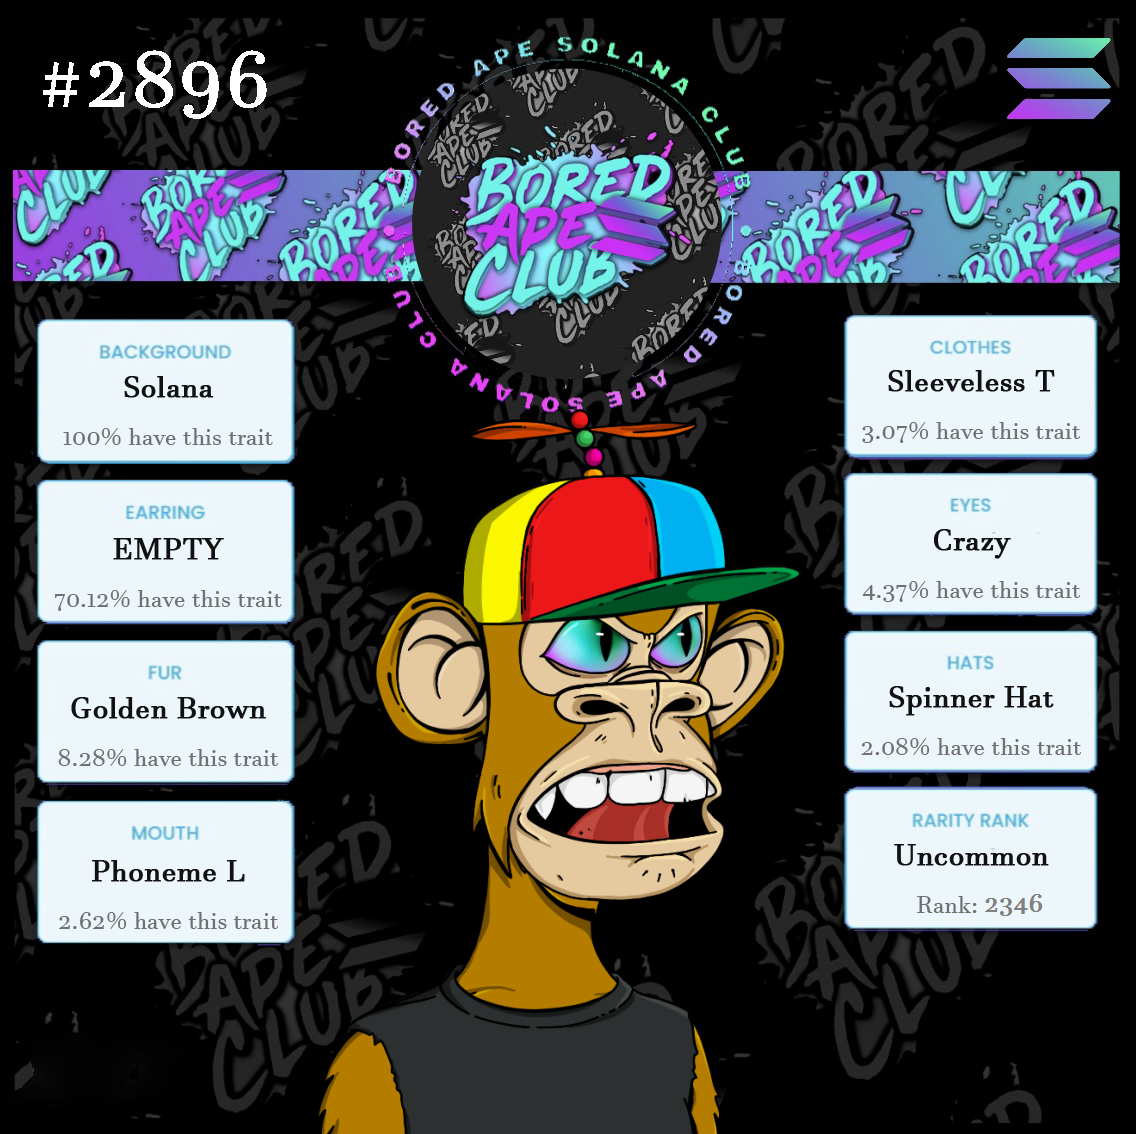 #2896
BORED APE SOLANA CLUB
BORED APE SOLANA CLUB
BORED
APE
CLUB
BACKGROUND
Solana
100% have this trait
EARRING
EMPTY
70.12% have this trait
FUR
Golden Brown
8.28% have this trait
MOUTH
Phoneme L
2.62% have this trait
CLOTHES
Sleeveless T
3.07% have this trait
EYES
Crazy
4.37% have this trait
HATS
Spinner Hat
2.08% have this trait
RARITY RANK
Uncommon
Rank: 2346